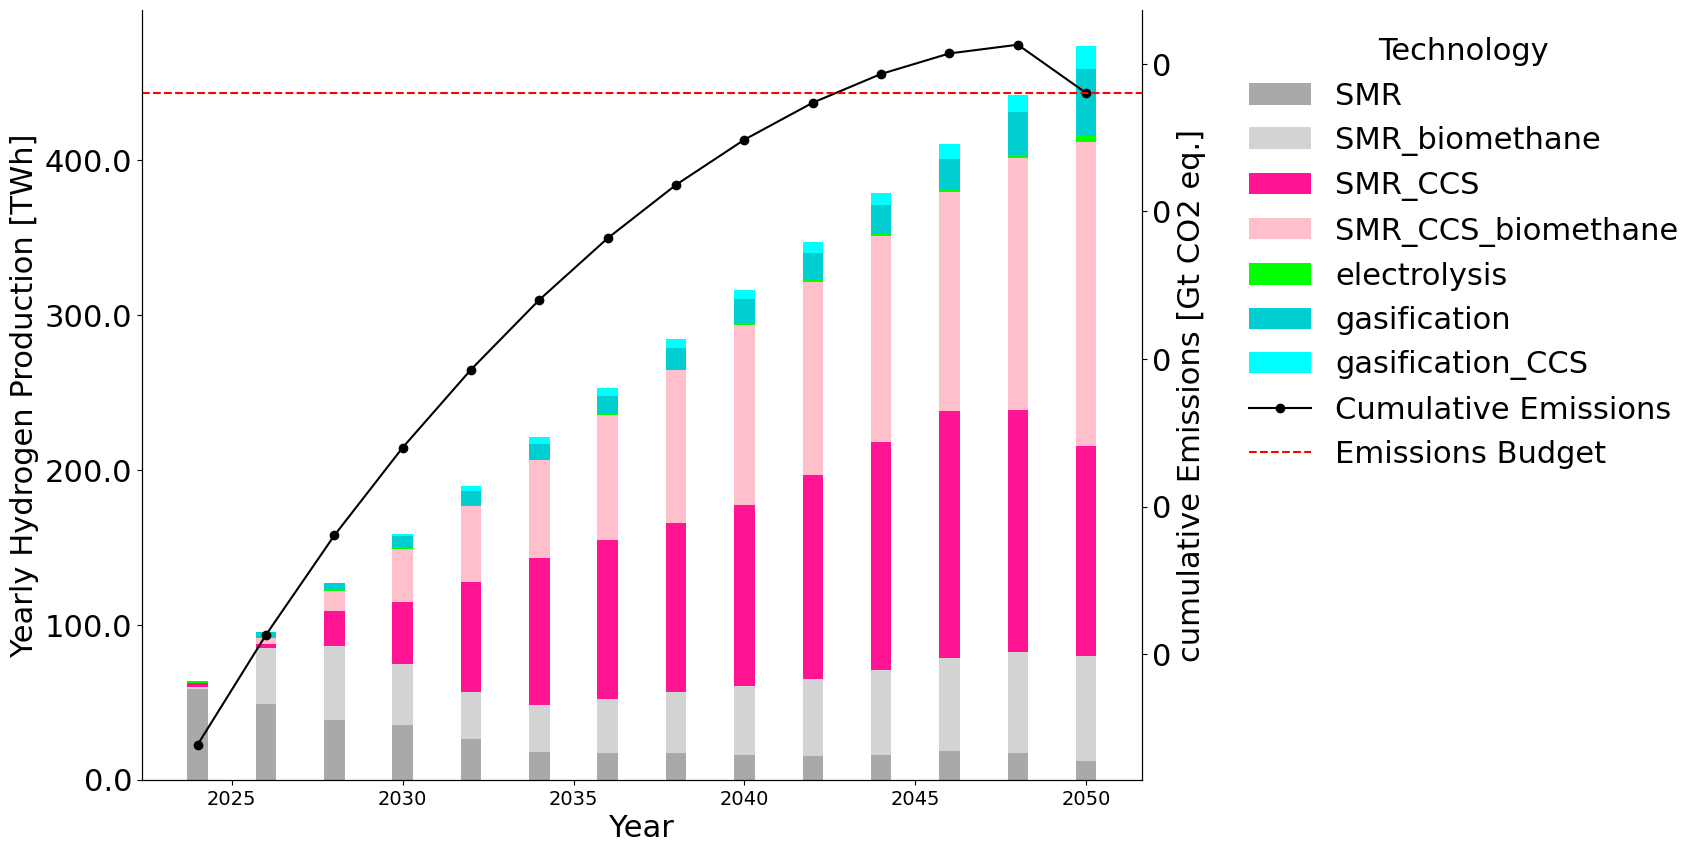 Yearly Hydrogen Production [TWh]
400.0
300.0
200.0
100.0
0.0
2025
2030
2035
2040
2045
2050
Year
0
0
0
0
0
cumulative Emissions [Gt CO2 eq.]
Technology
SMR
SMR_biomethane
SMR_CCS
SMR_CCS_biomethane
electrolysis
gasification
gasification_CCS
Cumulative Emissions
Emissions Budget